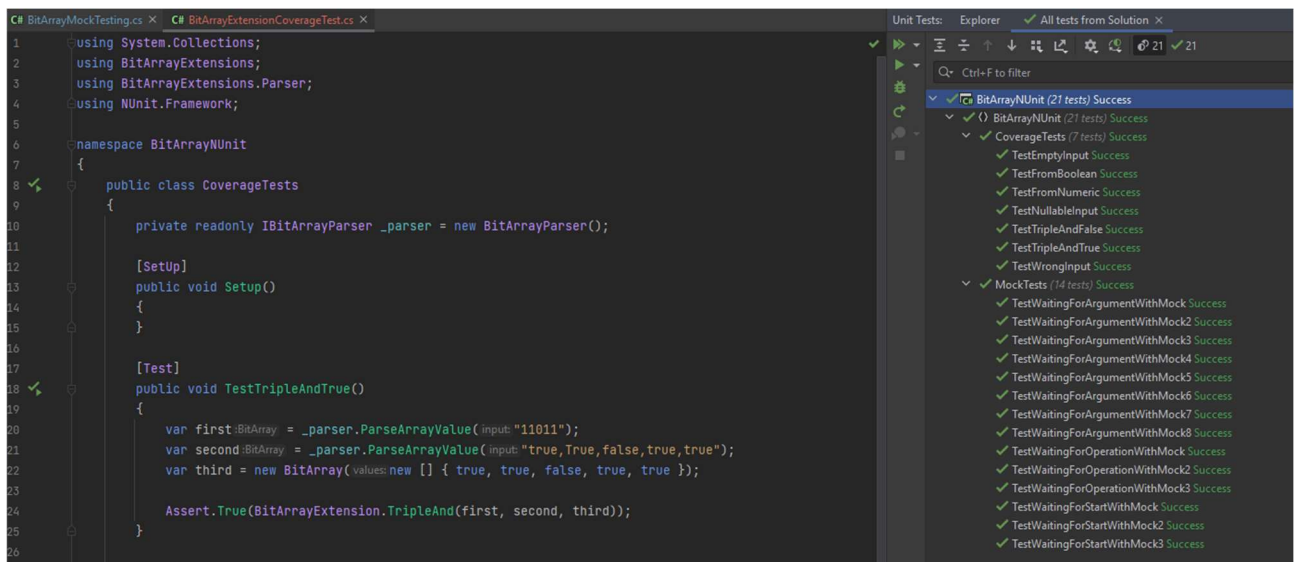 C# BitArrayMockTesting.cs × C# BitArrayExtensionCoverageTest.cs ×
1 using System.Collections;
2 using BitArrayExtensions;
3 using BitArrayExtensions.Parser;
4 using NUnit.Framework;
5
6 namespace BitArrayNUnit
7 {
8 public class CoverageTests
9 {
10 private readonly IBitArrayParser _parser = new BitArrayParser();
11
12 [SetUp]
13 public void Setup()
14 {
15 }
16
17 [Test]
18 public void TestTripleAndTrue()
19 {
20 var first :BitArray = _parser.ParseArrayValue( input: "11011");
21 var second :BitArray = _parser.ParseArrayValue( input: "true,True,false,true,true");
22 var third = new BitArray( values: new [] { true, true, false, true, true });
23
24 Assert.True(BitArrayExtension.TripleAnd(first, second, third));
25 }
26
Unit Tests: Explorer All tests from Solution ×
21 21
Ctrl+F to filter
C# BitArrayNUnit (21 tests) Success
BitArrayNUnit (21 tests) Success
CoverageTests (7 tests) Success
TestEmptyInput Success
TestFromBoolean Success
TestFromNumeric Success
TestNullableInput Success
TestTripleAndFalse Success
TestTripleAndTrue Success
TestWrongInput Success
MockTests (14 tests) Success
TestWaitingForArgumentWithMock Success
TestWaitingForArgumentWithMock2 Success
TestWaitingForArgumentWithMock3 Success
TestWaitingForArgumentWithMock4 Success
TestWaitingForArgumentWithMock5 Success
TestWaitingForArgumentWithMock6 Success
TestWaitingForArgumentWithMock7 Success
TestWaitingForArgumentWithMock8 Success
TestWaitingForOperationWithMock Success
TestWaitingForOperationWithMock2 Success
TestWaitingForOperationWithMock3 Success
TestWaitingForStartWithMock Success
TestWaitingForStartWithMock2 Success
TestWaitingForStartWithMock3 Success